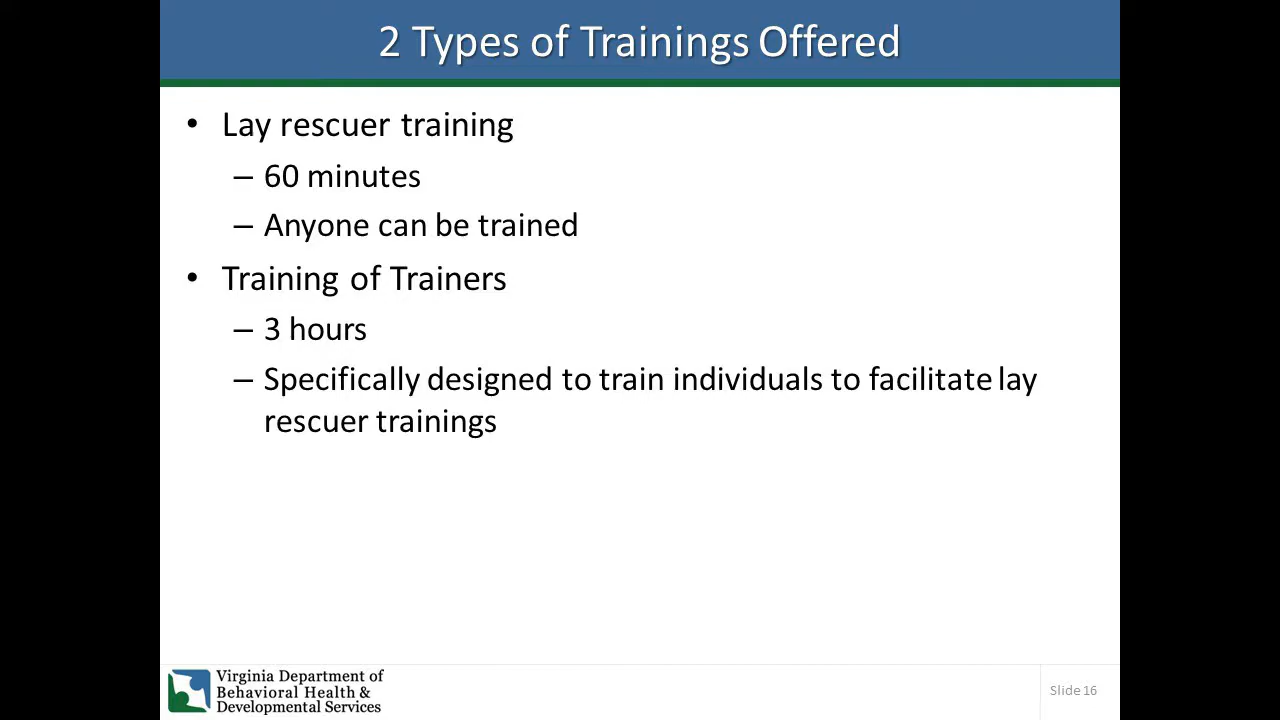 2 Types of Trainings Offered
• Lay rescuer training
– 60 minutes
– Anyone can be trained
• Training of Trainers
– 3 hours
– Specifically designed to train individuals to facilitate lay
rescuer trainings
Virginia Department of
Behavioral Health &
Developmental Services
Slide 16